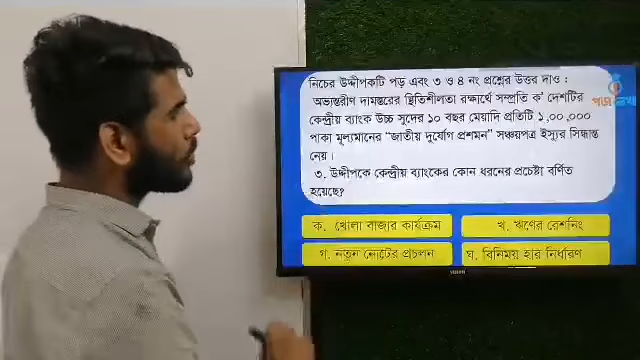 নিচের উদ্দীপকটি পড় এবং ৩ ও ৪ নং প্রশ্নের উত্তর দাও :
অভ্যন্তরীণ দামস্তরের স্থিতিশীলতা রক্ষার্থে সম্প্রতি ক' দেশটির
কেন্দ্রীয় ব্যাংক উচ্চ সুদের ১০ বছর মেয়াদি প্রতিটি ১,০০,০০০
পাকা মূল্যমানের "জাতীয় দুর্যোগ প্রশমন" সঞ্চয়পত্র ইস্যুর সিদ্ধান্ত
নেয়।
৩. উদ্দীপকে কেন্দ্রীয় ব্যাংকের কোন ধরনের প্রচেষ্টা বর্ণিত
হয়েছে?
ক. খোলা বাজার কার্যক্রম
খ. ঋণের রেশনিং
গ. নতুন নোটের প্রচলন
ঘ. বিনিময় হার নির্ধারণ